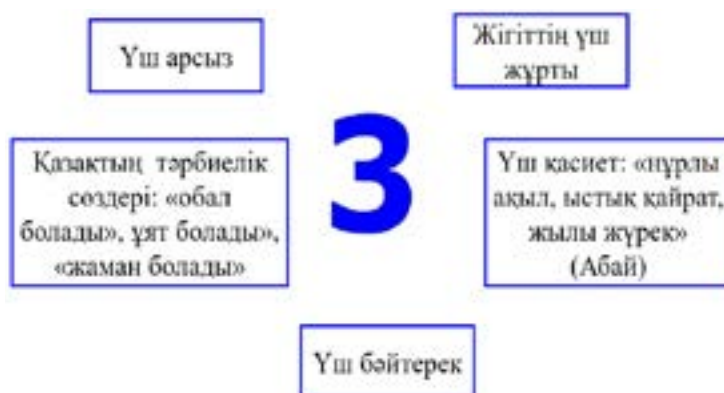 Үш арсыз
Жігіттің үш
жұрты
3
Қазақтың тәрбиелік
сөздері: «обал
болады», ұят болады»,
«жаман болады»
Үш қасиет: «нұрлы
ақыл, ыстық қайрат,
жылы жүрек»
(Абай)
Үш бәйтерек